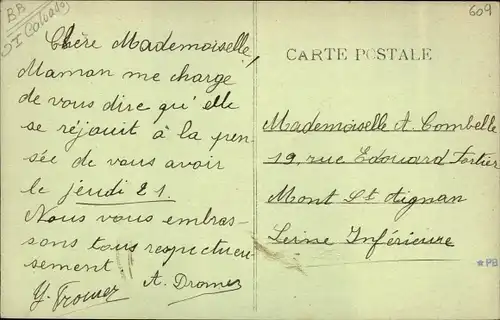 BB
(Calvados)
609
Chère Mademoiselle,
Maman me charge
de vous dire qu'elle
se réjouit à la pen-
sée de vous avoir
le jeudi 21.
Nous vous embras-
sons tous respectueu-
sement
A. Dromer
CARTE POSTALE
Mademoiselle A. Combelle
19, rue Edouard Fortier
Mont St Aignan
Seine Inférieure
*PB